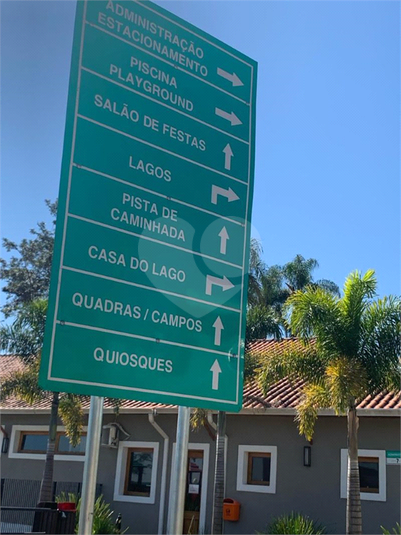 ADMINISTRAÇÃO
ESTACIONAMENTO
PISCINA
PLAYGROUND
SALÃO DE FESTAS
LAGOS
PISTA DE
CAMINHADA
CASA DO LAGO
QUADRAS / CAMPOS
QUIOSQUES